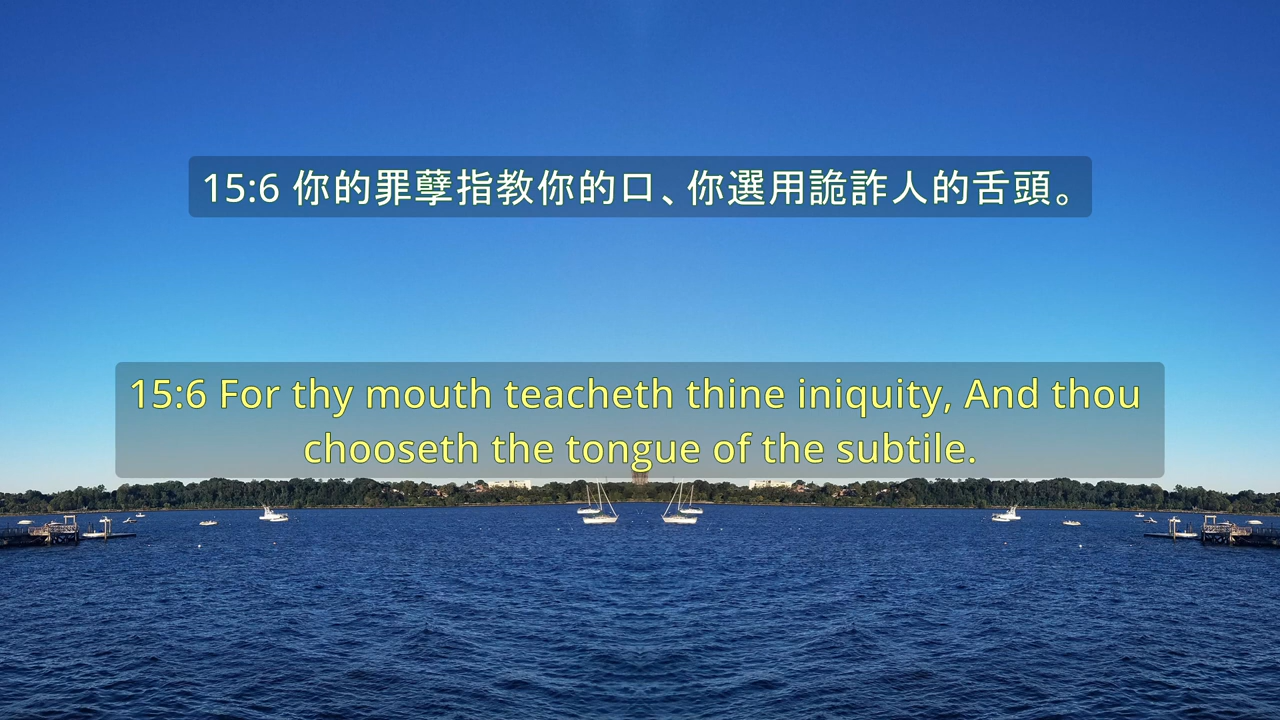 15:6 你的罪孽指教你的口、你選用詭詐人的舌頭。
15:6 For thy mouth teacheth thine iniquity, And thou
chooseth the tongue of the subtile.